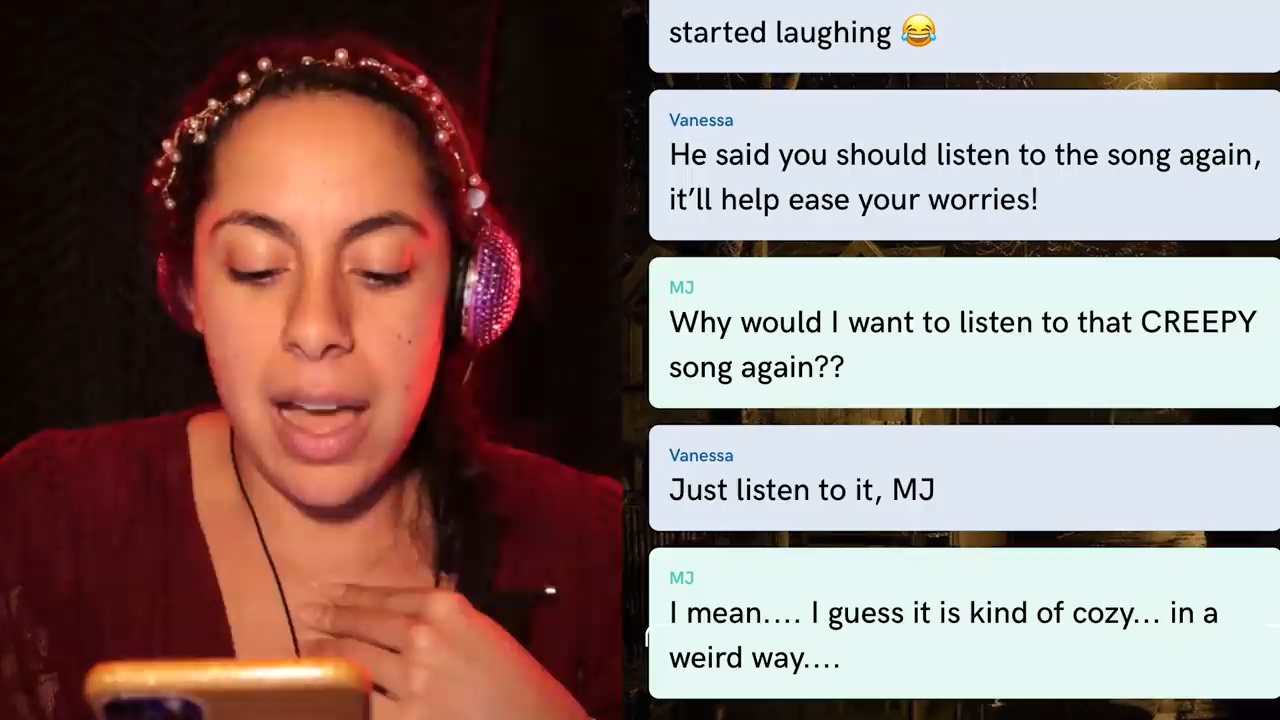 started laughing 😂
Vanessa
He said you should listen to the song again,
it’ll help ease your worries!
MJ
Why would I want to listen to that CREEPY
song again??
Vanessa
Just listen to it, MJ
MJ
I mean.... I guess it is kind of cozy... in a
weird way....